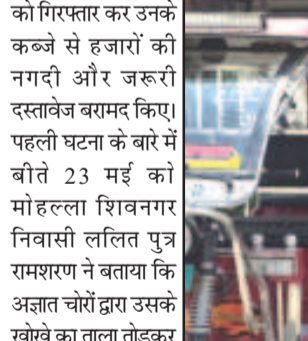 को गिरफ्तार कर उनके
कब्जे से हजारों की
नगदी और जरूरी
दस्तावेज बरामद किए।
पहली घटना के बारे में
बीते 23 मई को
मोहल्ला शिवनगर
निवासी ललित पुत्र
रामशरण ने बताया कि
अज्ञात चोरों द्वारा उसके
खोखे का ताला तोड़कर